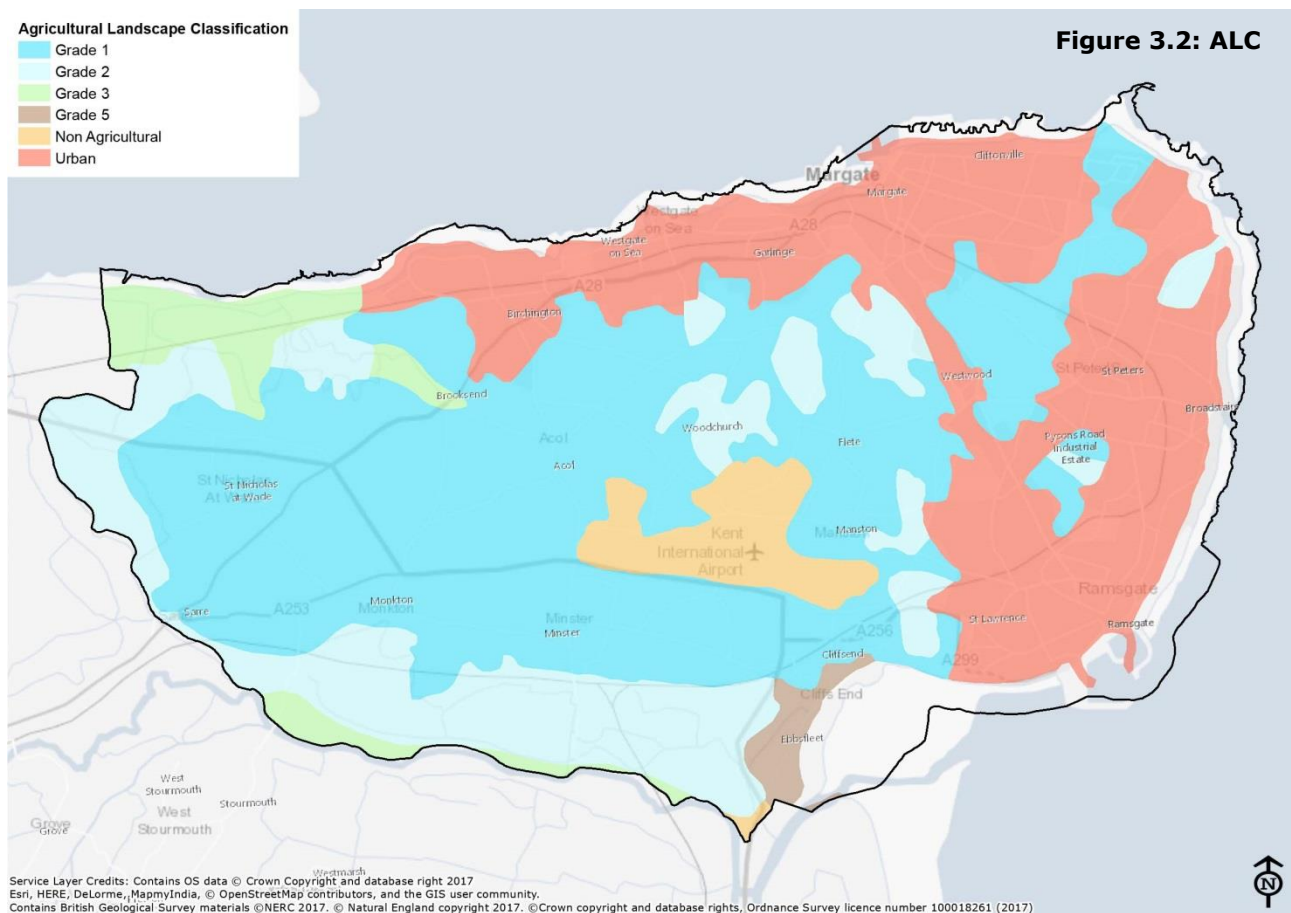 Agricultural Landscape Classification
Grade 1
Grade 2
Grade 3
Grade 5
Non Agricultural
Urban
Figure 3.2: ALC
Cliftonville
Margate
Margate
Westgate
on Sea
Westgate
on Sea
A28
Garlinge
A28
Birchington
Westwood
St Peters
St Peters
Brooksend
Broadstairs
Woodchurch
Acol
Acol
Flete
Pysons Road
Industrial
Estate
St Nicholas
At Wade
St Nicholas
at Wade
Kent
International
Airport
Manston
Manston
Ramsgate
Monkton
Monkton
A253
Sarre
Minster
Minster
St Lawrence
Ramsgate
A256
Cliffsend
A299
Cliffs End
Ebbsfleet
West
Stourmouth
Stourmouth
West
Stourmouth
Grove
Grove
Westmarsh
Service Layer Credits: Contains OS data © Crown Copyright and database right 2017
Esri, HERE, DeLorme, MapmyIndia, © OpenStreetMap contributors, and the GIS user community.
Contains British Geological Survey materials ©NERC 2017. © Natural England copyright 2017. ©Crown copyright and database rights, Ordnance Survey licence number 100018261 (2017)
N